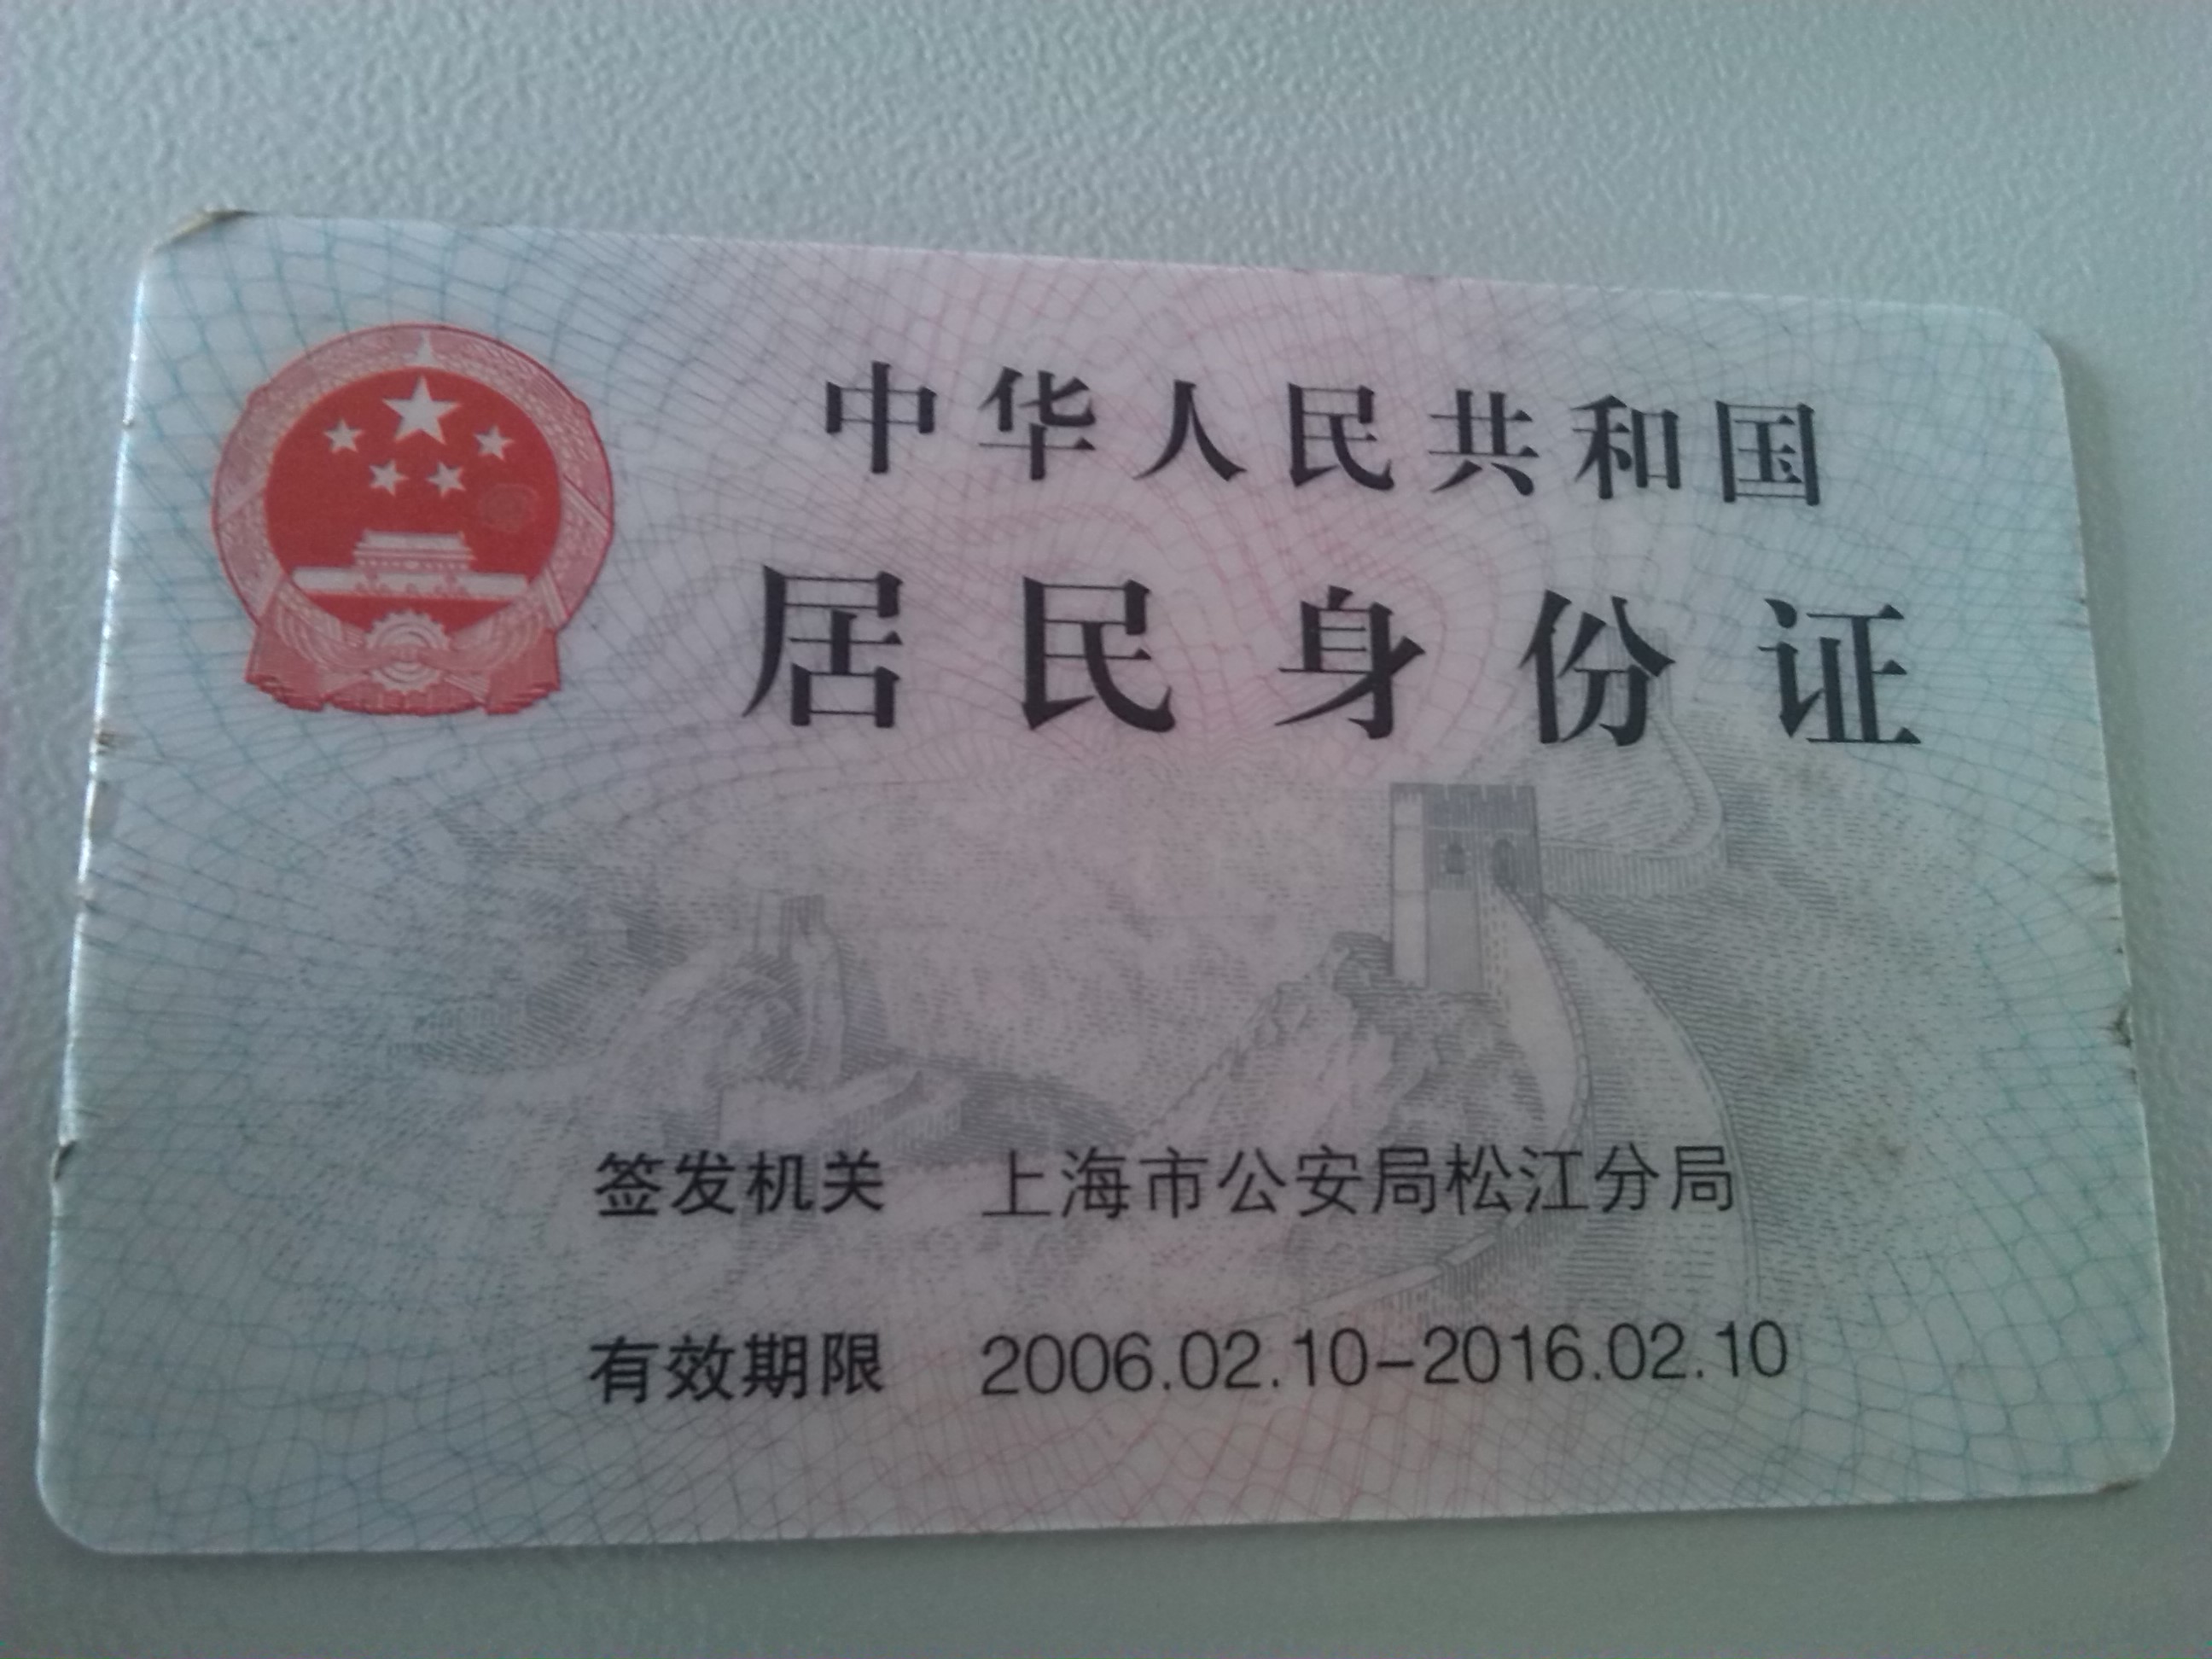 中华人民共和国
居民身份证
签发机关 上海市公安局松江分局
有效期限 2006.02.10-2016.02.10